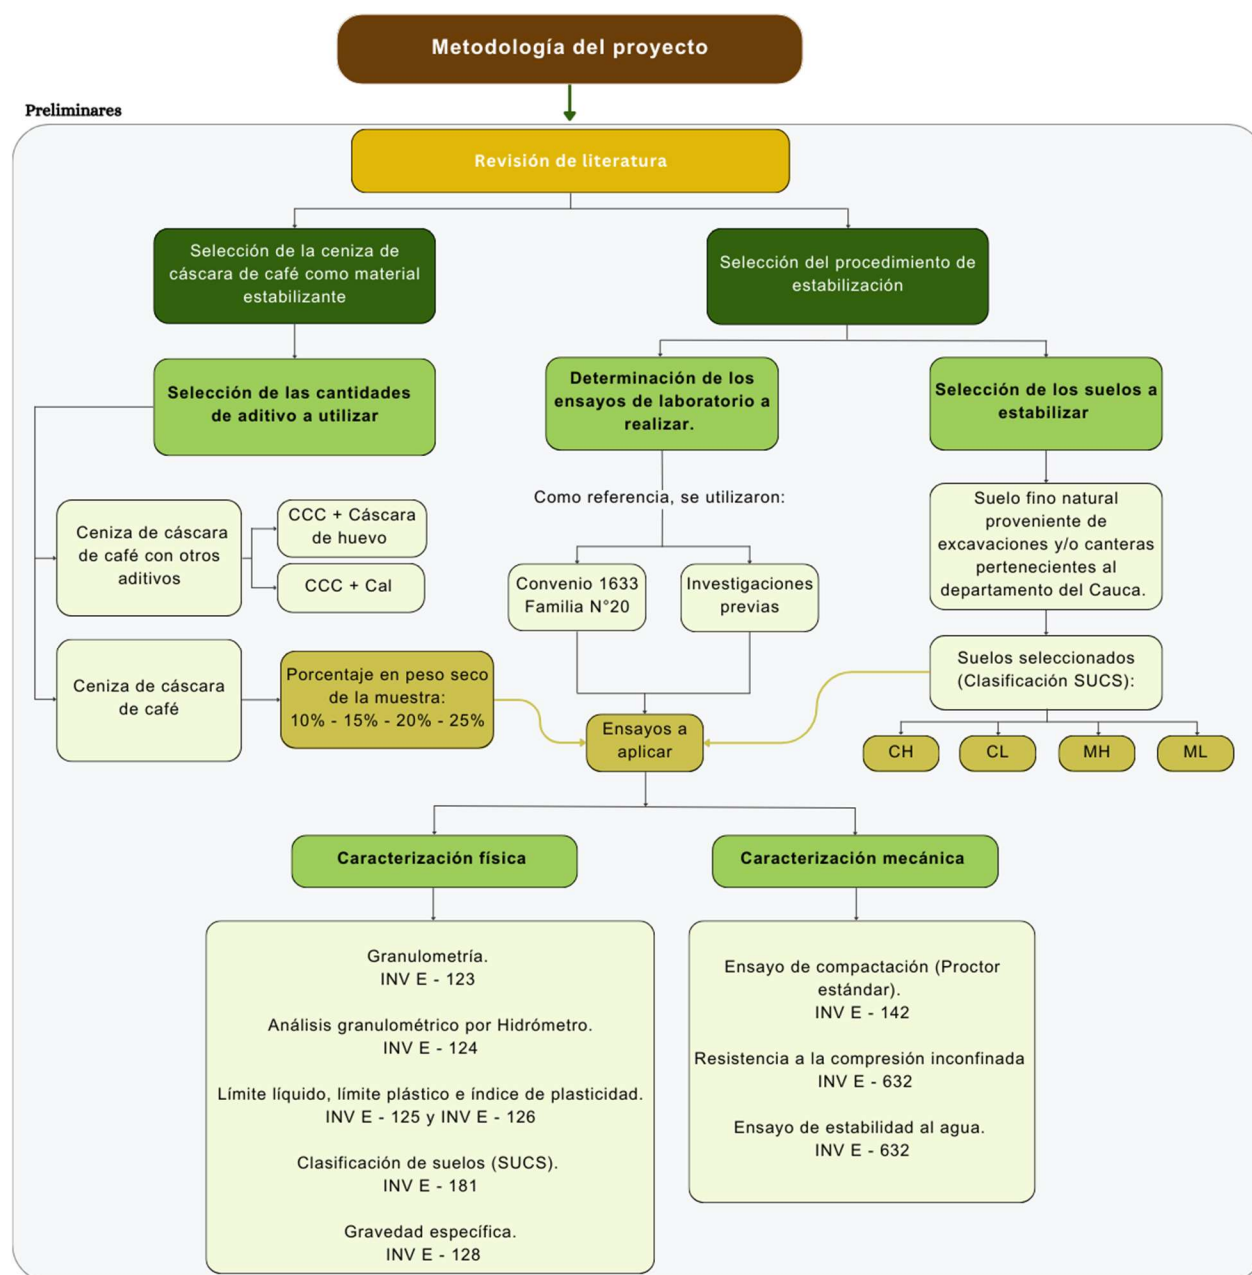 Metodología del proyecto
Preliminares
Revisión de literatura
Selección de la ceniza de
cáscara de café como material
estabilizante
Selección del procedimiento de
estabilización
Selección de las cantidades
de aditivo a utilizar
Determinación de los
ensayos de laboratorio a
realizar.
Selección de los suelos a
estabilizar
Como referencia, se utilizaron:
Suelo fino natural
proveniente de
excavaciones y/o canteras
pertenecientes al
departamento del Cauca.
Ceniza de cáscara
de café con otros
aditivos
CCC + Cáscara
de huevo
CCC + Cal
Convenio 1633
Familia N°20
Investigaciones
previas
Suelos seleccionados
(Clasificación SUCS):
Ceniza de cáscara
de café
Porcentaje en peso seco
de la muestra:
10% - 15% - 20% - 25%
Ensayos a
aplicar
CH
CL
MH
ML
Caracterización física
Caracterización mecánica
Granulometría.
INV E - 123
Análisis granulométrico por Hidrómetro.
INV E - 124
Límite líquido, límite plástico e índice de plasticidad.
INV E - 125 y INV E - 126
Clasificación de suelos (SUCS).
INV E - 181
Gravedad específica.
INV E - 128
Ensayo de compactación (Proctor
estándar).
INV E - 142
Resistencia a la compresión inconfinada
INV E - 632
Ensayo de estabilidad al agua.
INV E - 632